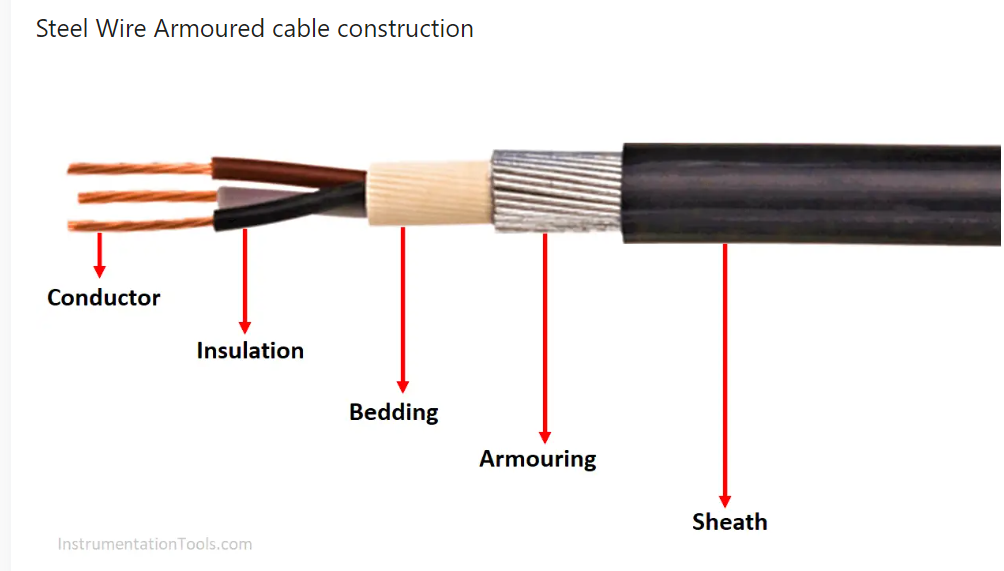 Steel Wire Armoured cable construction
Conductor
Insulation
Bedding
Armouring
Sheath
InstrumentationTools.com